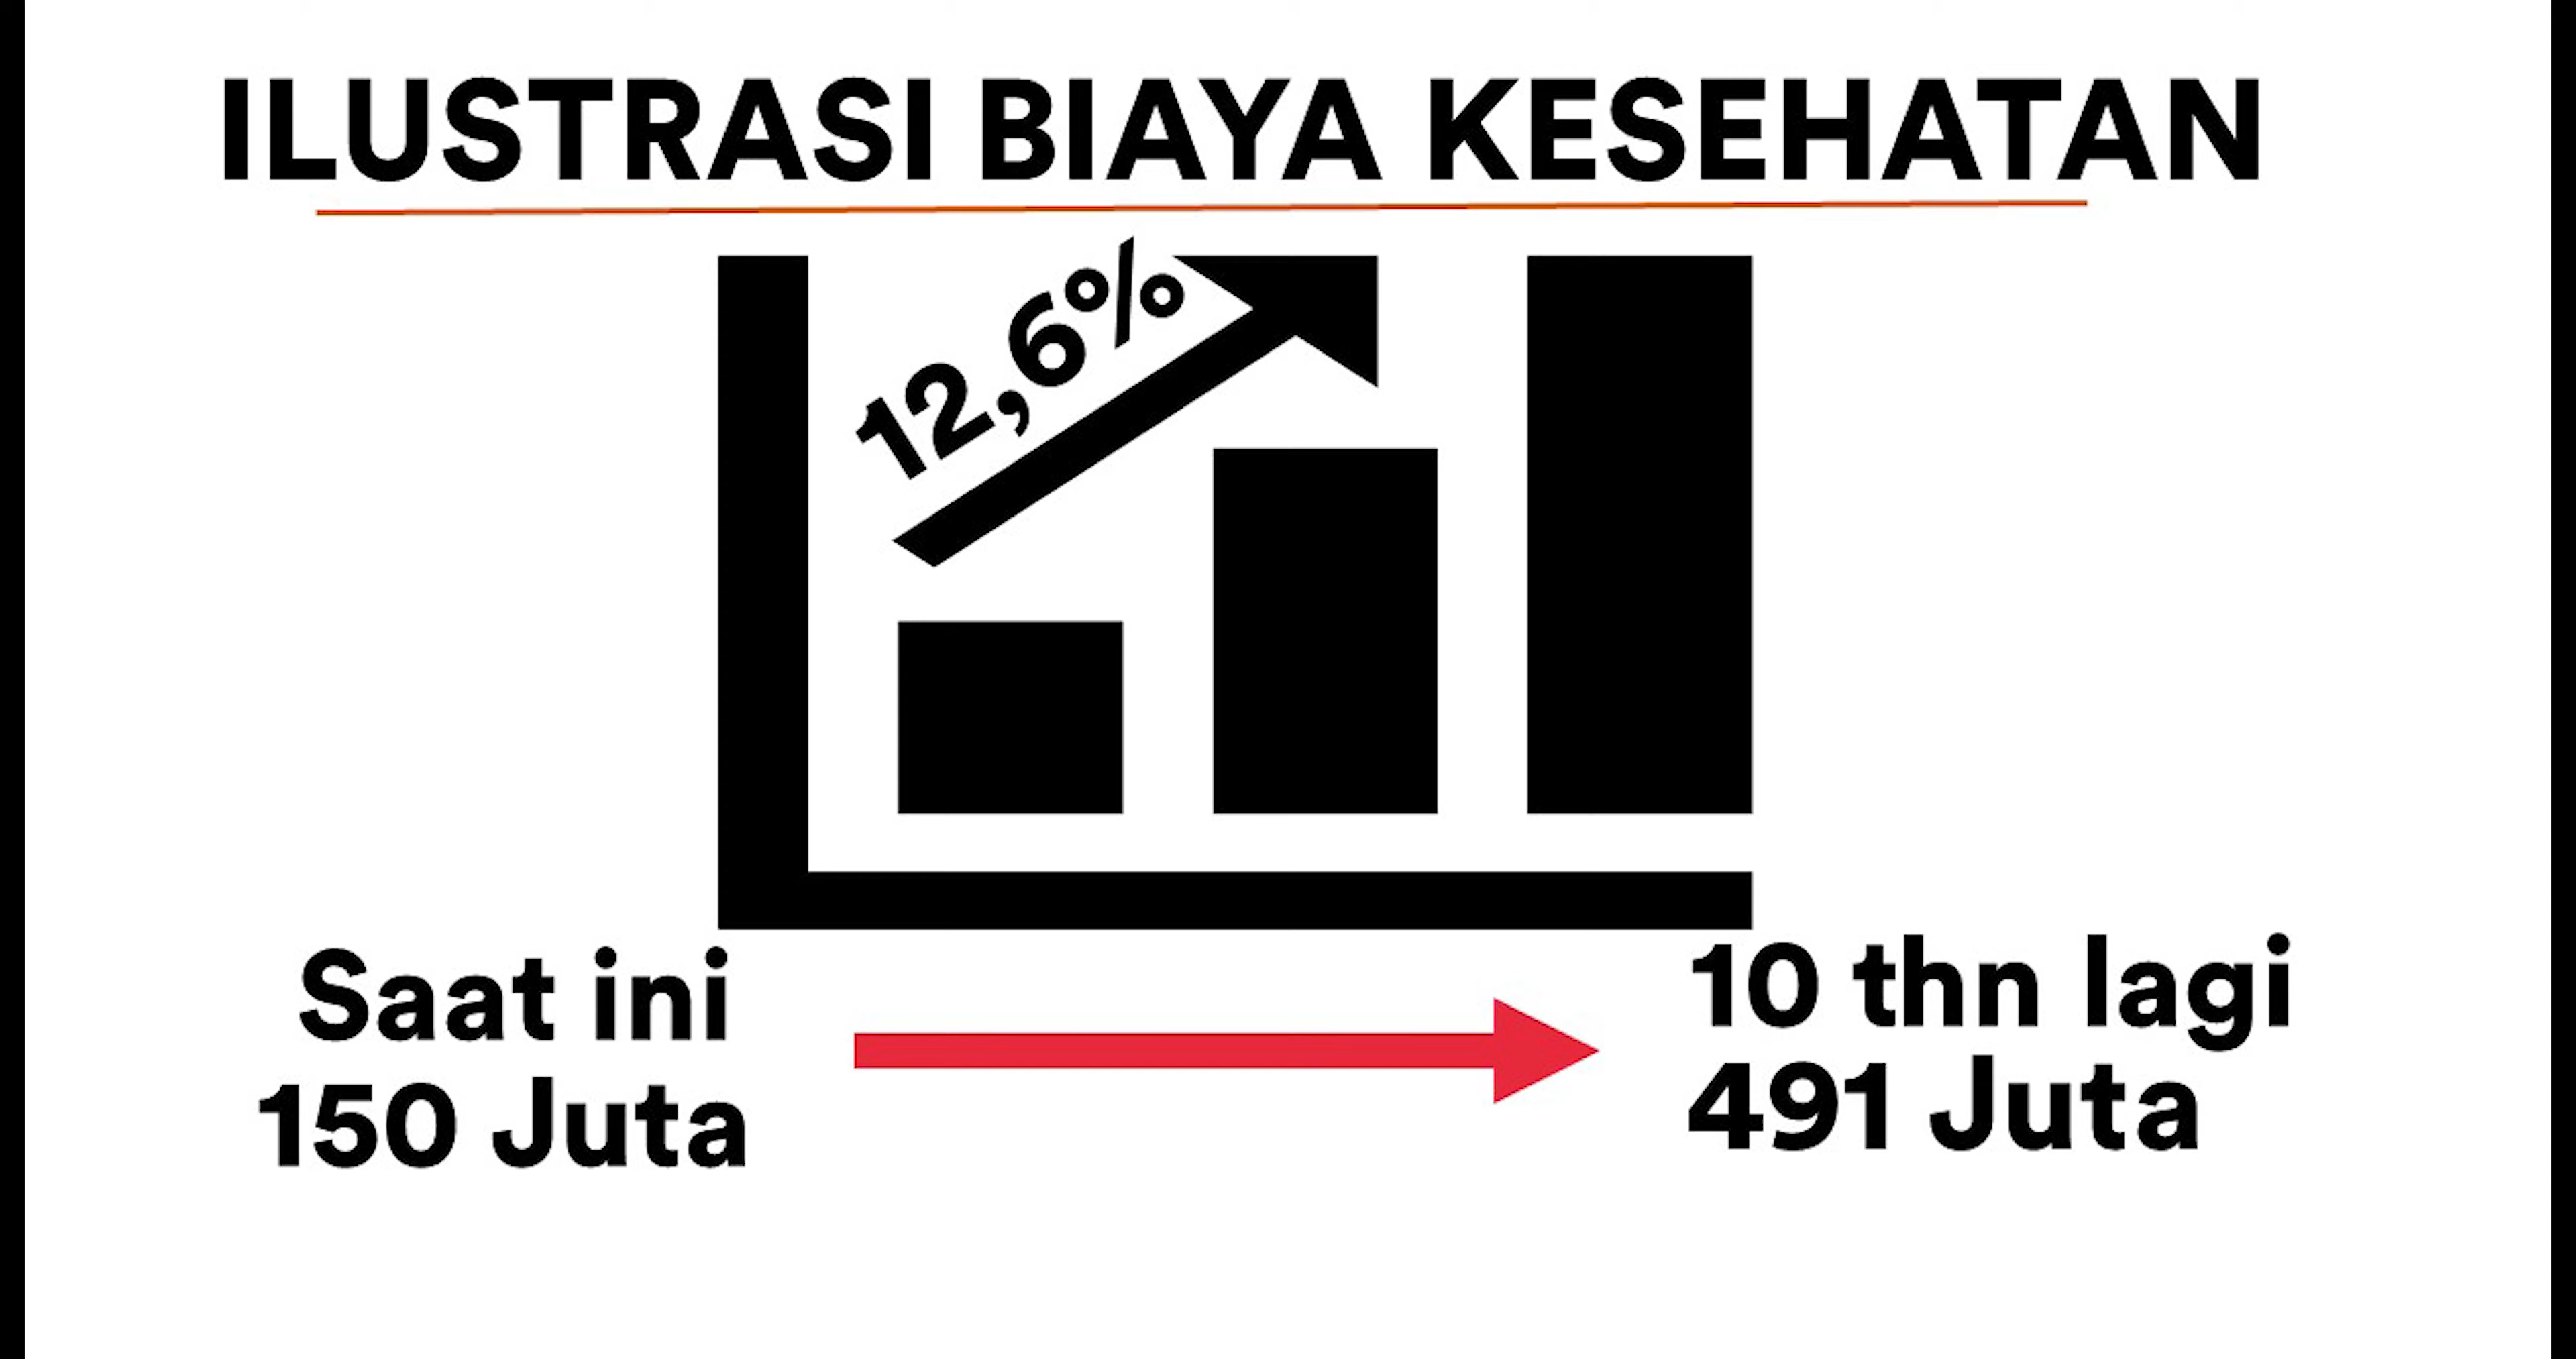 ILUSTRASI BIAYA KESEHATAN
12,6%
Saat ini
150 Juta
10 thn lagi
491 Juta